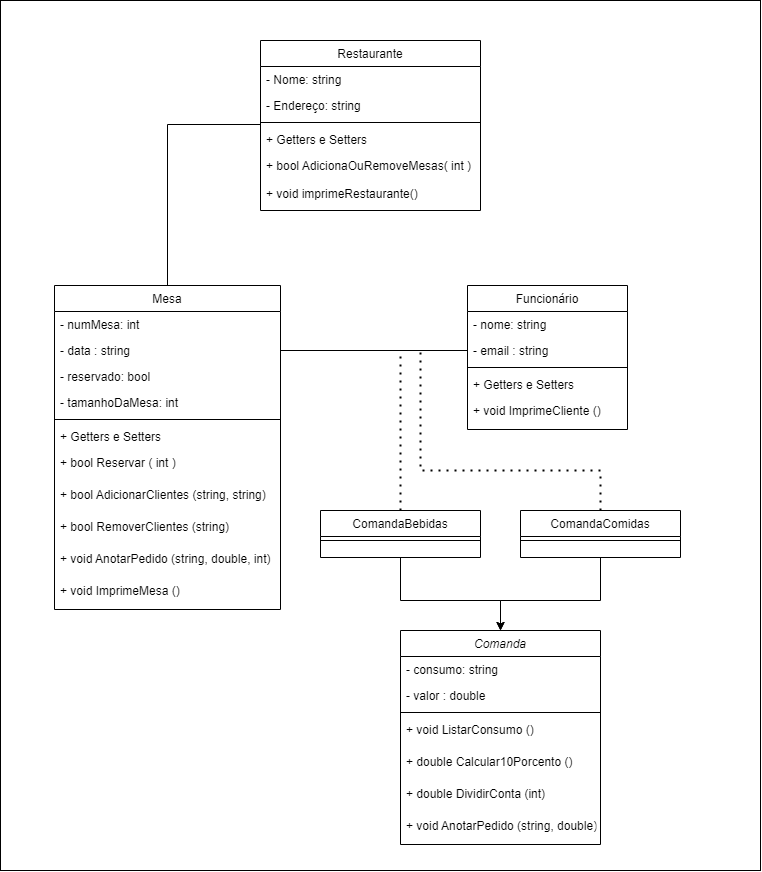 Restaurante
- Nome: string
- Endereço: string
+ Getters e Setters
+ bool AdicionaOuRemoveMesas( int )
+ void imprimeRestaurante()
Mesa
- numMesa: int
- data : string
- reservado: bool
- tamanhoDaMesa: int
+ Getters e Setters
+ bool Reservar ( int )
+ bool AdicionarClientes (string, string)
+ bool RemoverClientes (string)
+ void AnotarPedido (string, double, int)
+ void ImprimeMesa ()
Funcionário
- nome: string
- email : string
+ Getters e Setters
+ void ImprimeCliente ()
ComandaBebidas
ComandaComidas
Comanda
- consumo: string
- valor : double
+ void ListarConsumo ()
+ double Calcular10Porcento ()
+ double DividirConta (int)
+ void AnotarPedido (string, double)